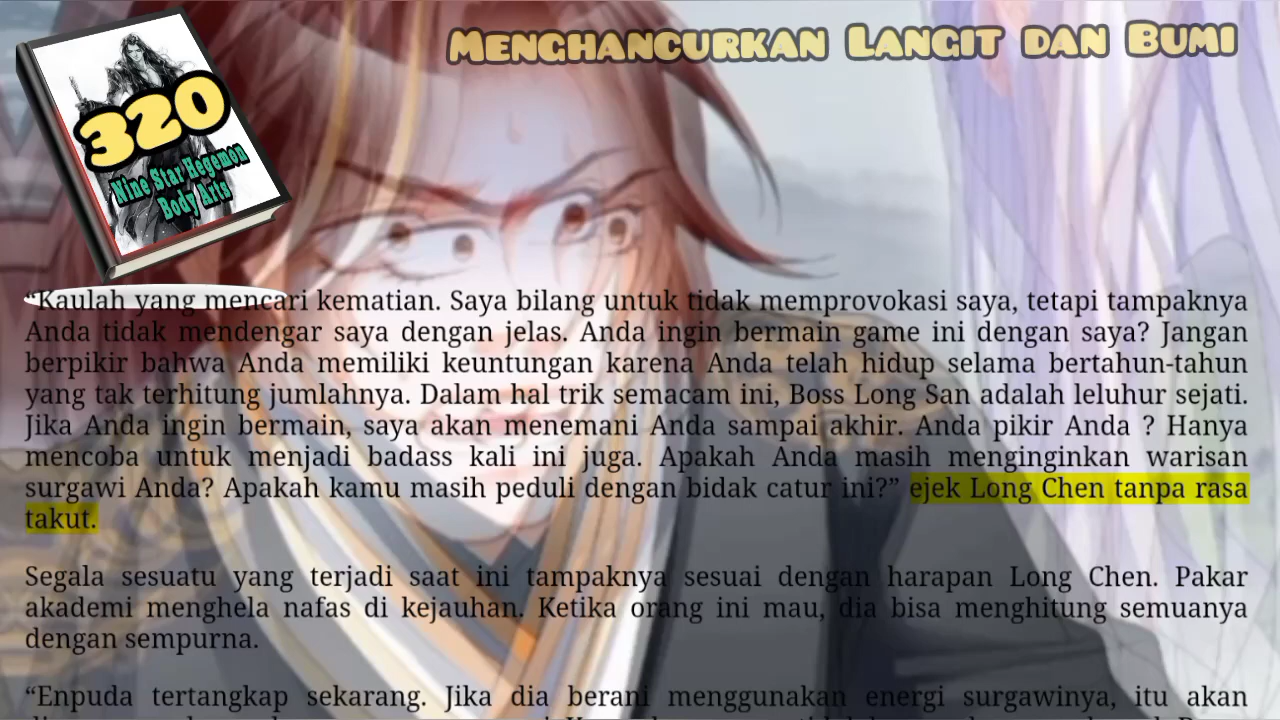 Menghancurkan Langit dan Bumi
320
Nine Star Hegemon
Body Arts
“Kaulah yang mencari kematian. Saya bilang untuk tidak memprovokasi saya, tetapi tampaknya
Anda tidak mendengar saya dengan jelas. Anda ingin bermain game ini dengan saya? Jangan
berpikir bahwa Anda memiliki keuntungan karena Anda telah hidup selama bertahun-tahun
yang tak terhitung jumlahnya. Dalam hal trik semacam ini, Boss Long San adalah leluhur sejati.
Jika Anda ingin bermain, saya akan menemani Anda sampai akhir. Anda pikir Anda ? Hanya
mencoba untuk menjadi badass kali ini juga. Apakah Anda masih menginginkan warisan
surgawi Anda? Apakah kamu masih peduli dengan bidak catur ini?” ejek Long Chen tanpa rasa
takut.
Segala sesuatu yang terjadi saat ini tampaknya sesuai dengan harapan Long Chen. Pakar
akademi menghela nafas di kejauhan. Ketika orang ini mau, dia bisa menghitung semuanya
dengan sempurna.
“Enpuda tertangkap sekarang. Jika dia berani menggunakan energi surgawinya, itu akan